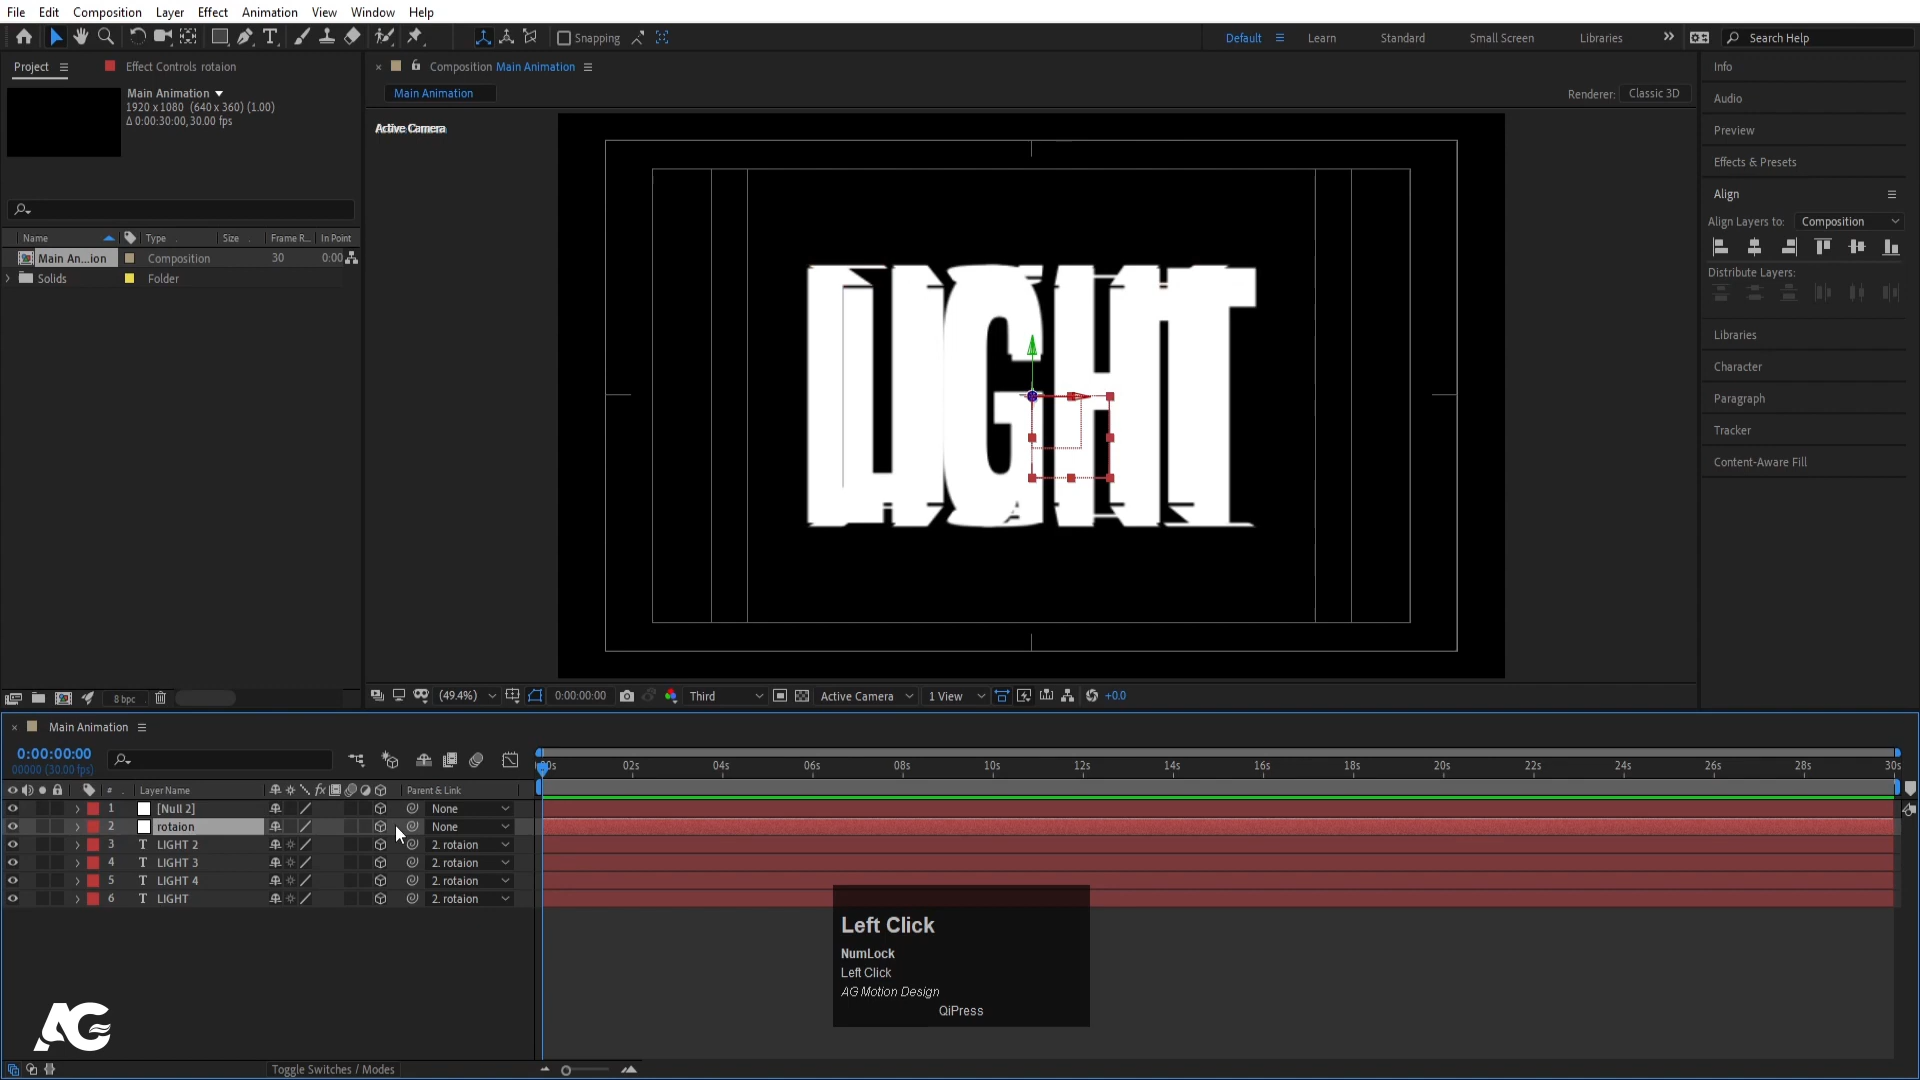 File Edit Composition Layer Effect Animation View Window Help
Snapping
Default Learn Standard Small Screen Libraries Search Help
Project
Effect Controls rotaion
Composition Main Animation
Main Animation
1920 x 1080 (640 x 360) (1.00)
Δ 0:00:30:00, 30.00 fps
Main Animation
Renderer: Classic 3D
Active Camera
Info
Audio
Preview
Effects & Presets
Align
Align Layers to: Composition
Distribute Layers:
Libraries
Character
Paragraph
Tracker
Content-Aware Fill
Name Type Size Frame R... In Point
Main An...ion Composition 30 0:00
Solids Folder
LIGHT
8 bpc
(49.4%) 0:00:00:00 Third Active Camera 1 View +0.0
Main Animation
0:00:00:00
00000 (30.00 fps)
02s 04s 06s 08s 10s 12s 14s 16s 18s 20s 22s 24s 26s 28s 30s
# Layer Name Parent & Link
1 [Null 2] None
2 rotaion None
3 T LIGHT 2 2. rotaion
4 T LIGHT 3 2. rotaion
5 T LIGHT 4 2. rotaion
6 T LIGHT 2. rotaion
Left Click
NumLock
Left Click
AG Motion Design
QiPress
AG
Toggle Switches / Modes